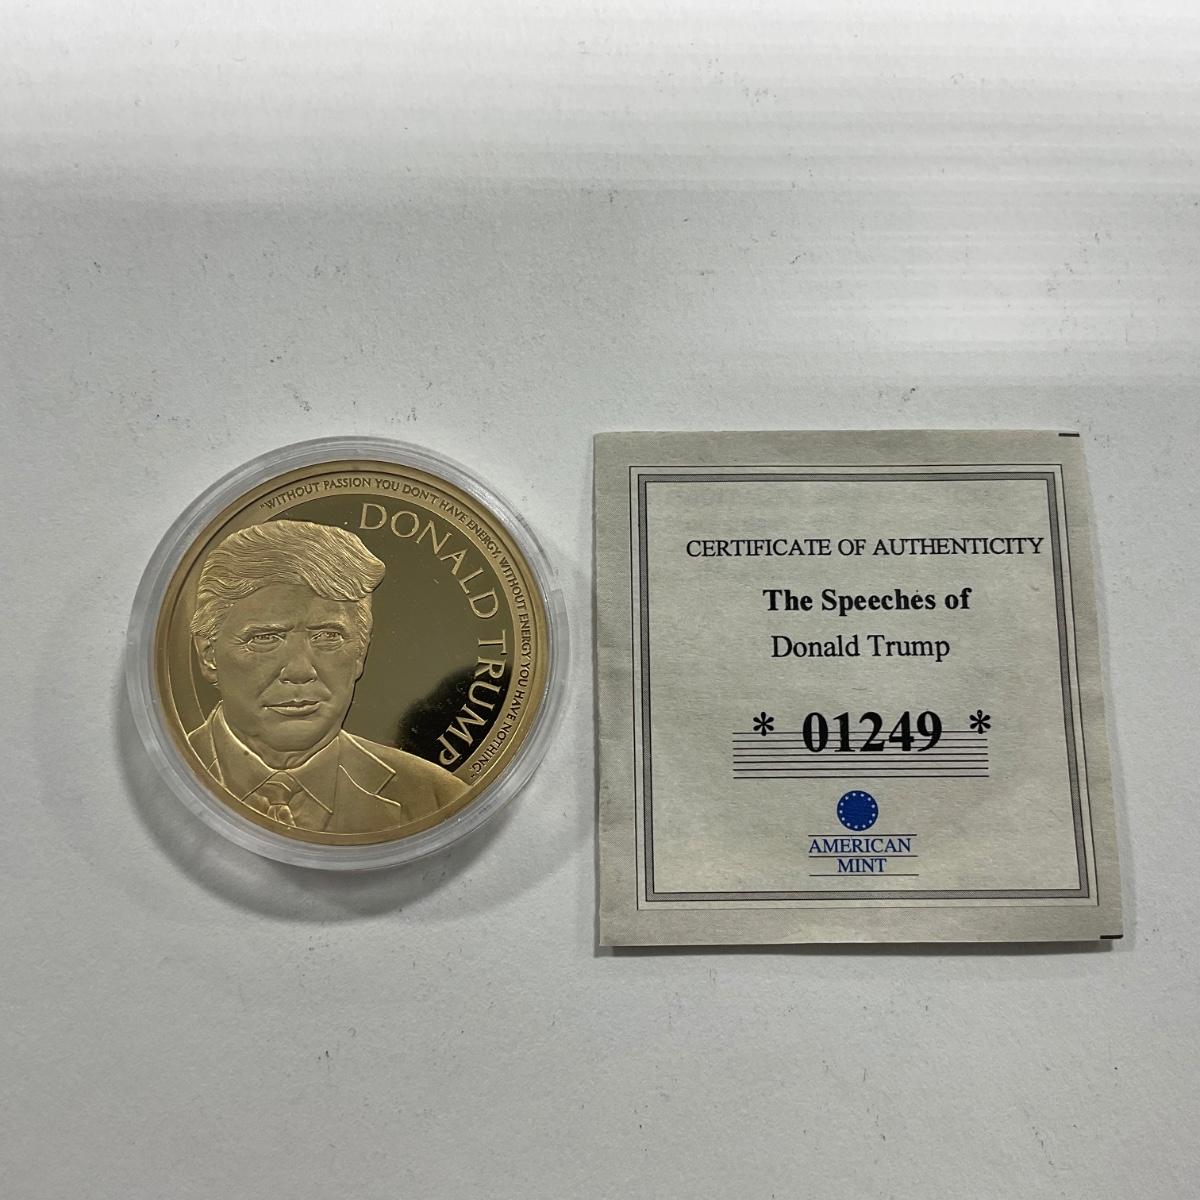 "WITHOUT PASSION YOU DON'T HAVE ENERGY, WITHOUT ENERGY YOU HAVE NOTHING."
DONALD TRUMP
CERTIFICATE OF AUTHENTICITY
The Speeches of
Donald Trump
* 01249 *
AMERICAN
MINT